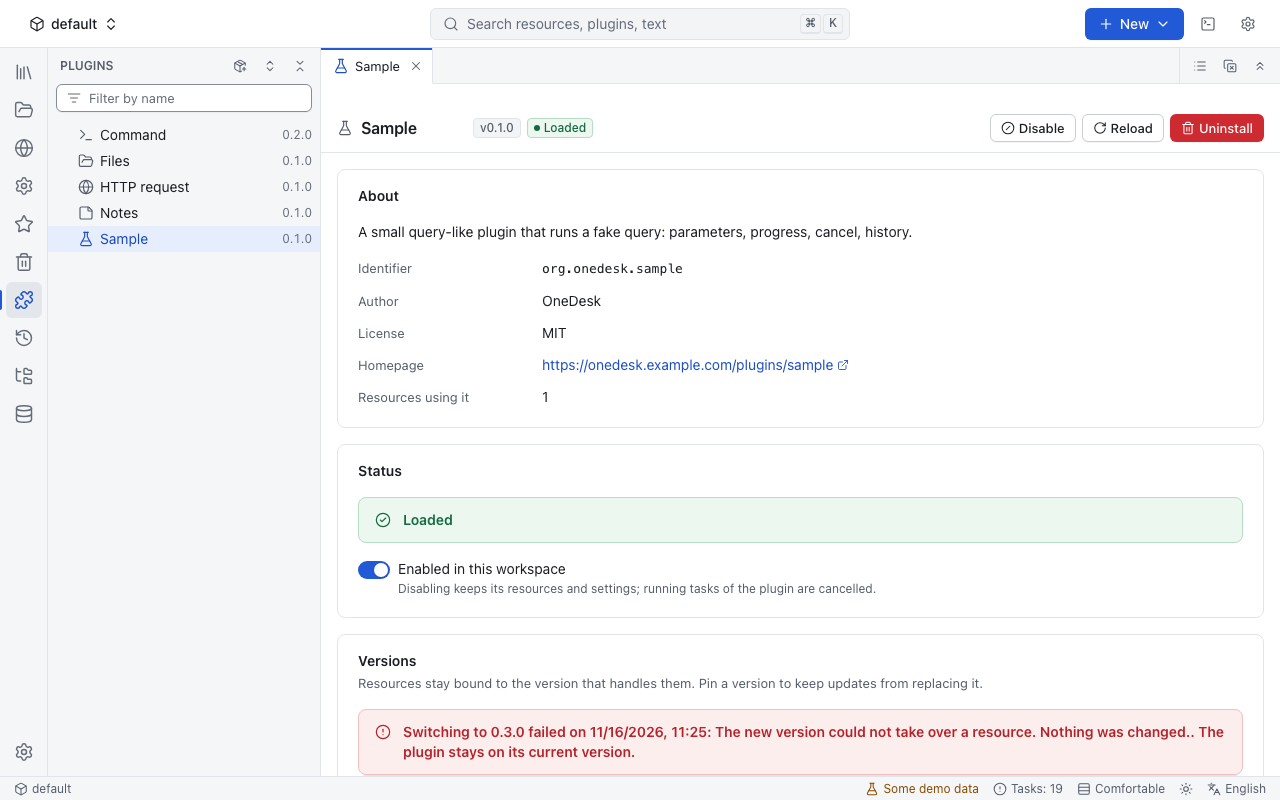 default
Search resources, plugins, text
⌘ K
New
PLUGINS
Filter by name
Command 0.2.0
Files 0.1.0
HTTP request 0.1.0
Notes 0.1.0
Sample 0.1.0
Sample
Sample
v0.1.0
Loaded
Disable
Reload
Uninstall
About
A small query-like plugin that runs a fake query: parameters, progress, cancel, history.
Identifier org.onedesk.sample
Author OneDesk
License MIT
Homepage https://onedesk.example.com/plugins/sample
Resources using it 1
Status
Loaded
Enabled in this workspace
Disabling keeps its resources and settings; running tasks of the plugin are cancelled.
Versions
Resources stay bound to the version that handles them. Pin a version to keep updates from replacing it.
Switching to 0.3.0 failed on 11/16/2026, 11:25: The new version could not take over a resource. Nothing was changed.. The
plugin stays on its current version.
default
Some demo data
Tasks: 19
Comfortable
English